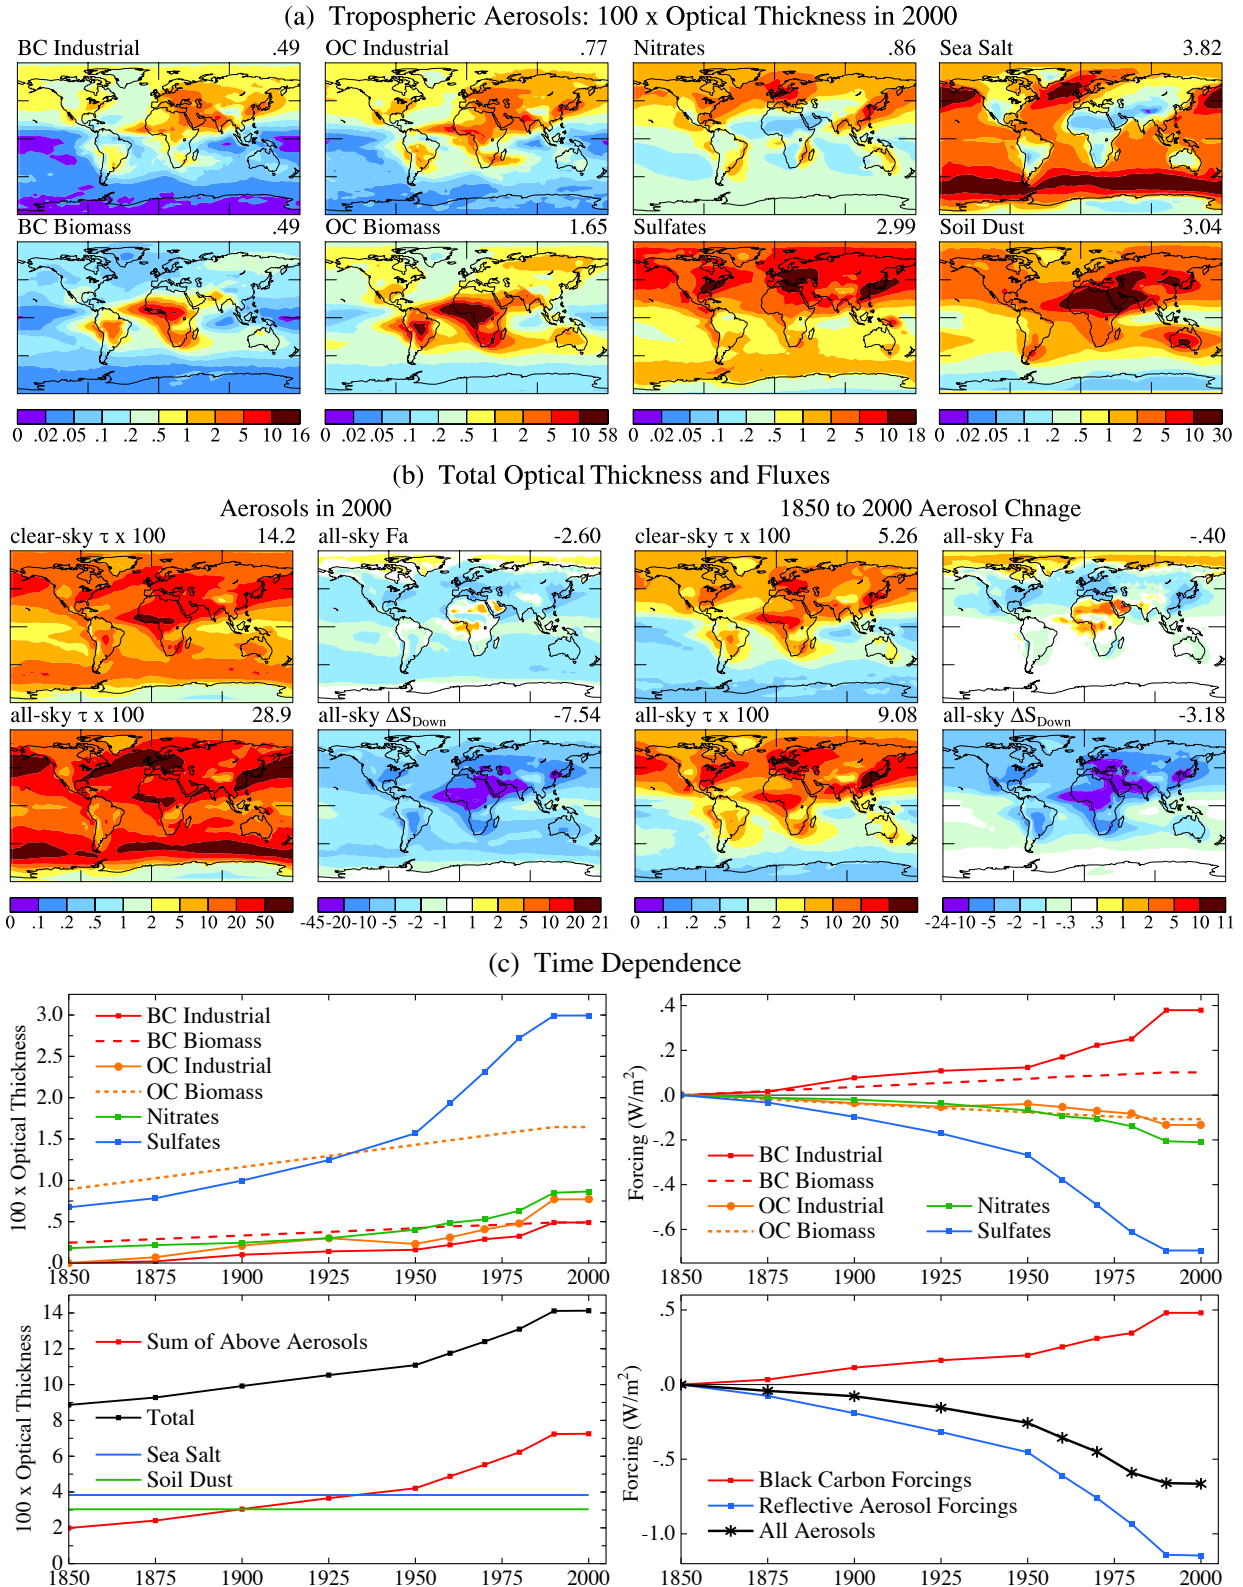 (a) Tropospheric Aerosols: 100 x Optical Thickness in 2000
BC Industrial .49
OC Industrial .77
Nitrates .86
Sea Salt 3.82
BC Biomass .49
OC Biomass 1.65
Sulfates 2.99
Soil Dust 3.04
0 .02 .05 .1 .2 .5 1 2 5 10 16
0 .02 .05 .1 .2 .5 1 2 5 10 58
0 .02 .05 .1 .2 .5 1 2 5 10 18
0 .02 .05 .1 .2 .5 1 2 5 10 30
(b) Total Optical Thickness and Fluxes
Aerosols in 2000
1850 to 2000 Aerosol Chnage
clear-sky τ x 100 14.2
all-sky Fa -2.60
clear-sky τ x 100 5.26
all-sky Fa -.40
all-sky τ x 100 28.9
all-sky ΔSDown -7.54
all-sky τ x 100 9.08
all-sky ΔSDown -3.18
0 .1 .2 .5 1 2 5 10 20 50
-45 -20 -10 -5 -2 -1 1 2 5 10 20 21
0 .1 .2 .5 1 2 5 10 20 50
-24 -10 -5 -2 -1 -.3 .3 1 2 5 10 11
(c) Time Dependence
100 x Optical Thickness
3.0
2.5
2.0
1.5
1.0
.5
.0
BC Industrial
BC Biomass
OC Industrial
OC Biomass
Nitrates
Sulfates
1850 1875 1900 1925 1950 1975 2000
Forcing (W/m2)
.4
.2
.0
-.2
-.4
-.6
BC Industrial
BC Biomass
OC Industrial
OC Biomass
Nitrates
Sulfates
1850 1875 1900 1925 1950 1975 2000
100 x Optical Thickness
14
12
10
8
6
4
2
0
Sum of Above Aerosols
Total
Sea Salt
Soil Dust
1850 1875 1900 1925 1950 1975 2000
Forcing (W/m2)
.5
.0
-.5
-1.0
Black Carbon Forcings
Reflective Aerosol Forcings
All Aerosols
1850 1875 1900 1925 1950 1975 2000